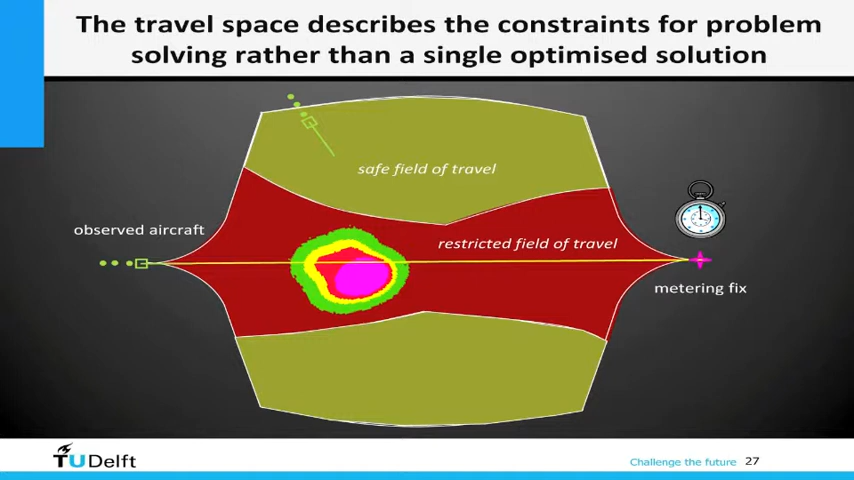 The travel space describes the constraints for problem
solving rather than a single optimised solution
safe field of travel
observed aircraft
restricted field of travel
metering fix
TUDelft
Challenge the future 27